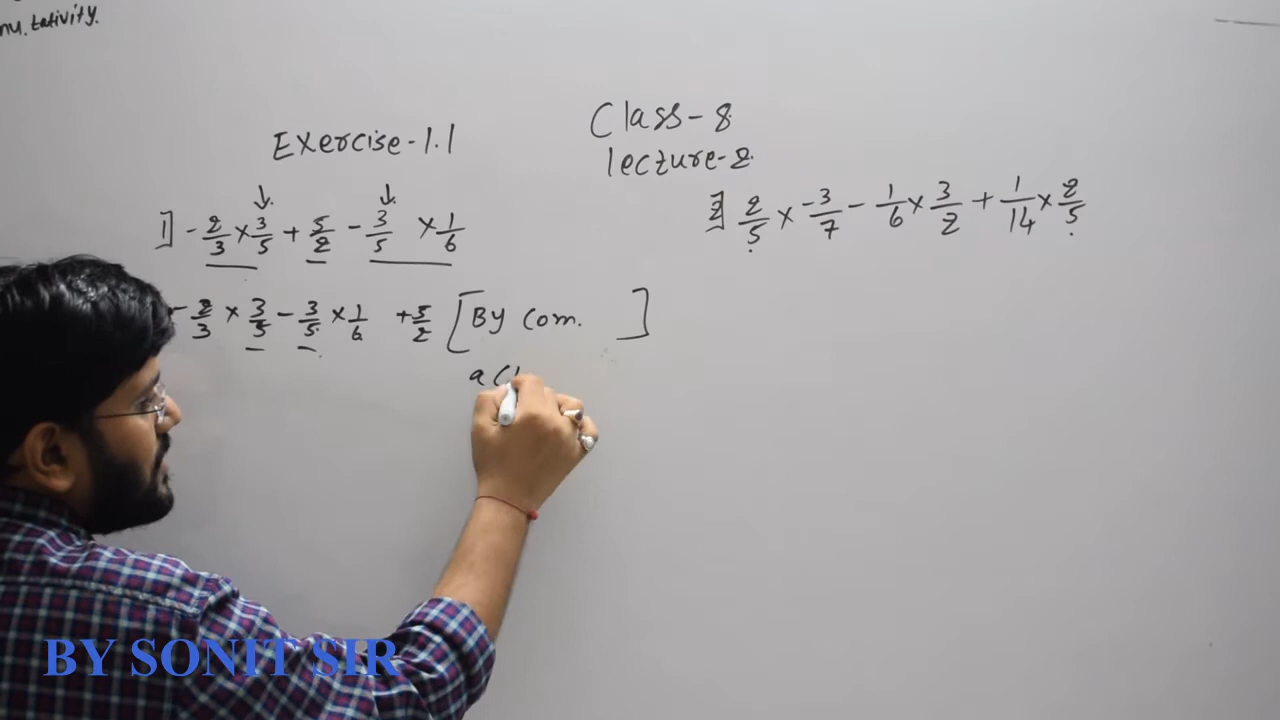 mu.tativity.
Class-8
Exercise-1.1
lecture-2
1] -2/3 × 3/5 + 5/2 - 3/5 × 1/6
2] 2/5 × -3/7 - 1/6 × 3/2 + 1/14 × 2/5
-2/3 × 3/5 - 3/5 × 1/6 + 5/2 [By Com. ]
a(
BY SONIT SIR